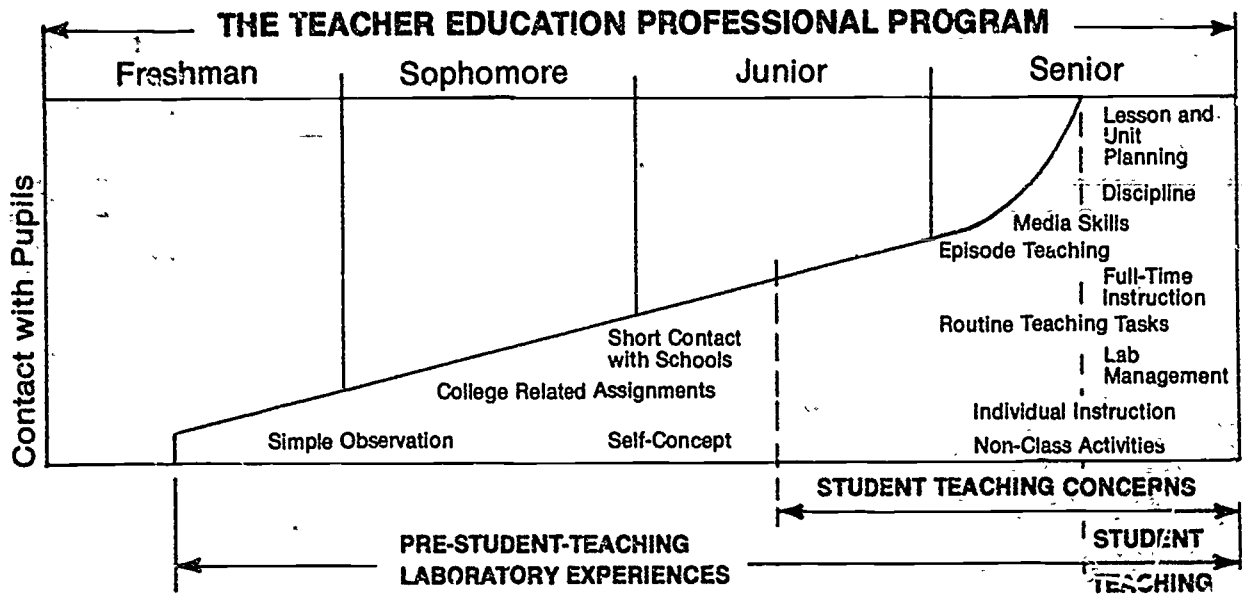 THE TEACHER EDUCATION PROFESSIONAL PROGRAM
Freshman
Sophomore
Junior
Senior
Contact with Pupils
Lesson and
Unit
Planning
Discipline
Media Skills
Episode Teaching
Full-Time
Instruction
Routine Teaching Tasks
Short Contact
with Schools
Lab
Management
College Related Assignments
Individual Instruction
Simple Observation
Self-Concept
Non-Class Activities
STUDENT TEACHING CONCERNS
PRE-STUDENT-TEACHING
LABORATORY EXPERIENCES
STUDENT
TEACHING